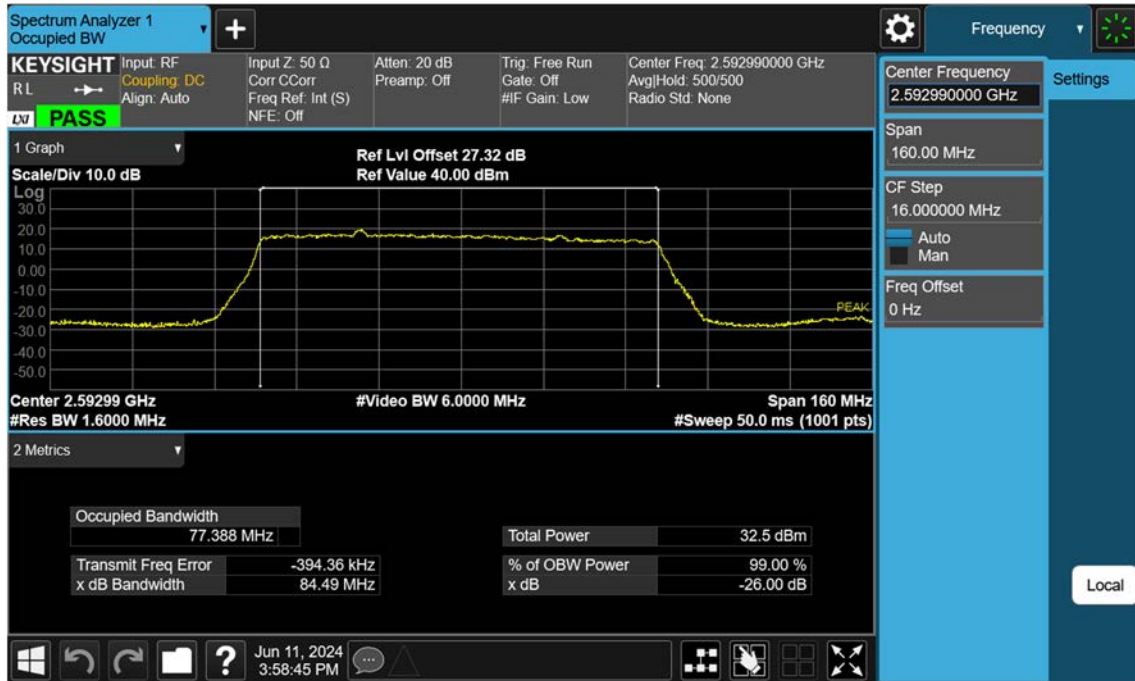 Spectrum Analyzer 1
Occupied BW
Frequency
KEYSIGHT
RL
LXI
PASS
Input: RF
Coupling: DC
Align: Auto
Input Z: 50 Ω
Corr CCorr
Freq Ref: Int (S)
NFE: Off
Atten: 20 dB
Preamp: Off
Trig: Free Run
Gate: Off
#IF Gain: Low
Center Freq: 2.592990000 GHz
Avg|Hold: 500/500
Radio Std: None
Center Frequency
2.592990000 GHz
Settings
Span
160.00 MHz
CF Step
16.000000 MHz
Auto
Man
Freq Offset
0 Hz
1 Graph
Ref Lvl Offset 27.32 dB
Scale/Div 10.0 dB
Ref Value 40.00 dBm
Log
30.0
20.0
10.0
0.00
-10.0
-20.0
-30.0
-40.0
-50.0
PEAK
Center 2.59299 GHz
#Video BW 6.0000 MHz
Span 160 MHz
#Res BW 1.6000 MHz
#Sweep 50.0 ms (1001 pts)
2 Metrics
Occupied Bandwidth
77.388 MHz
Total Power 32.5 dBm
Transmit Freq Error -394.36 kHz
% of OBW Power 99.00 %
x dB Bandwidth 84.49 MHz
x dB -26.00 dB
Local
?
Jun 11, 2024
3:58:45 PM